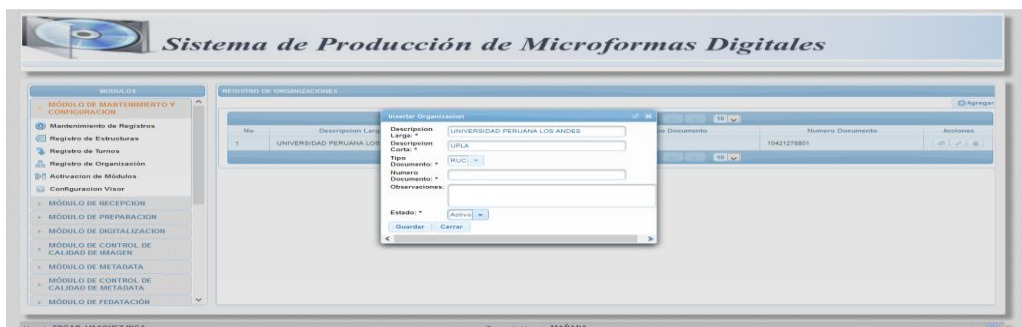 Sistema de Producción de Microformas Digitales
MODULOS
MÓDULO DE MANTENIMIENTO Y CONFIGURACION
Mantenimiento de Registros
Registro de Estructuras
Registro de Turnos
Registro de Organización
Activacion de Módulos
Configuracion Visor
MÓDULO DE RECEPCION
MÓDULO DE PREPARACION
MÓDULO DE DIGITALIZACION
MÓDULO DE CONTROL DE CALIDAD DE IMAGEN
MÓDULO DE METADATA
MÓDULO DE CONTROL DE CALIDAD DE METADATA
MÓDULO DE FEDATACIÓN
REGISTRO DE ORGANIZACIONES
Agregar
10
No Descripcion Larg o Documento Numero Documento Acciones
1 UNIVERSIDAD PERUANA LOS 10421278801
10
Insertar Organizacion
Descripcion Larga: * UNIVERSIDAD PERUANA LOS ANDES
Descripcion Corta: * UPLA
Tipo Documento: * RUC
Numero Documento: *
Observaciones:
Estado: * Activo
Guardar Cerrar